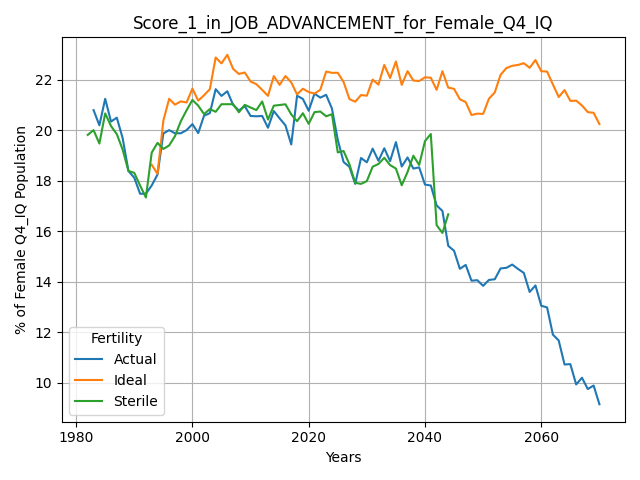 Score_1_in_JOB_ADVANCEMENT_for_Female_Q4_IQ
% of Female Q4_IQ Population
22
20
18
16
14
12
10
Fertility
Actual
Ideal
Sterile
1980
2000
2020
2040
2060
Years